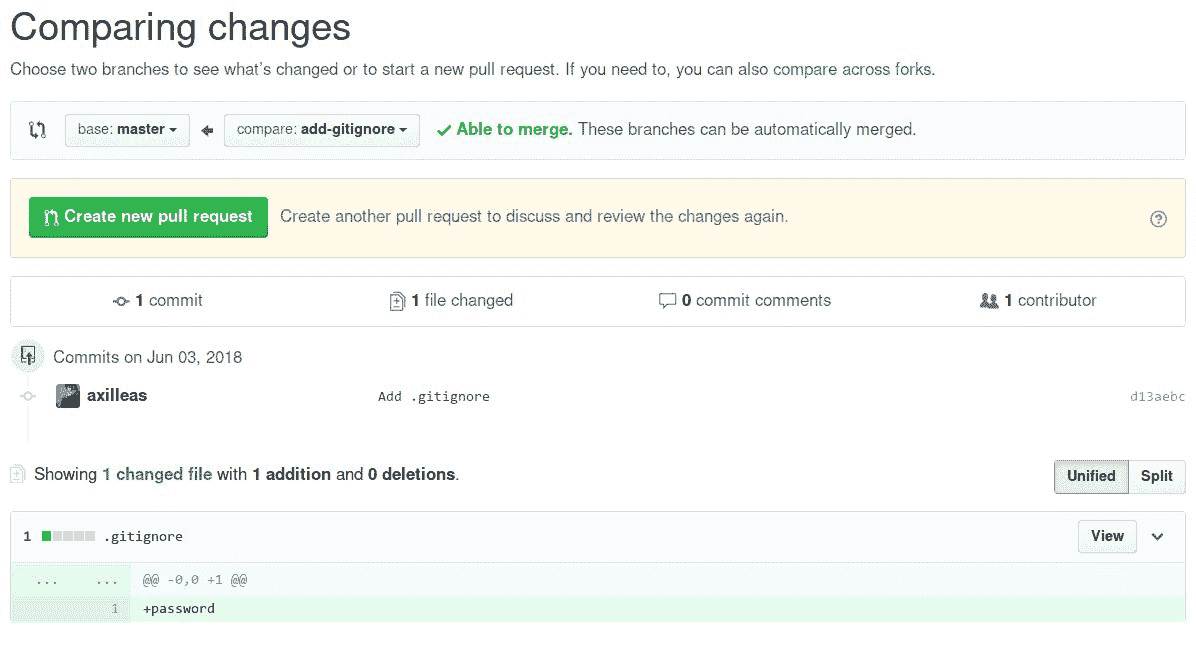 Comparing changes
Choose two branches to see what's changed or to start a new pull request. If you need to, you can also compare across forks.
base: master compare: add-gitignore Able to merge. These branches can be automatically merged.
Create new pull request Create another pull request to discuss and review the changes again.
1 commit 1 file changed 0 commit comments 1 contributor
Commits on Jun 03, 2018
axilleas Add .gitignore d13aebc
Showing 1 changed file with 1 addition and 0 deletions. Unified Split
1 .gitignore View
... ... @@ -0,0 +1 @@
1 +password